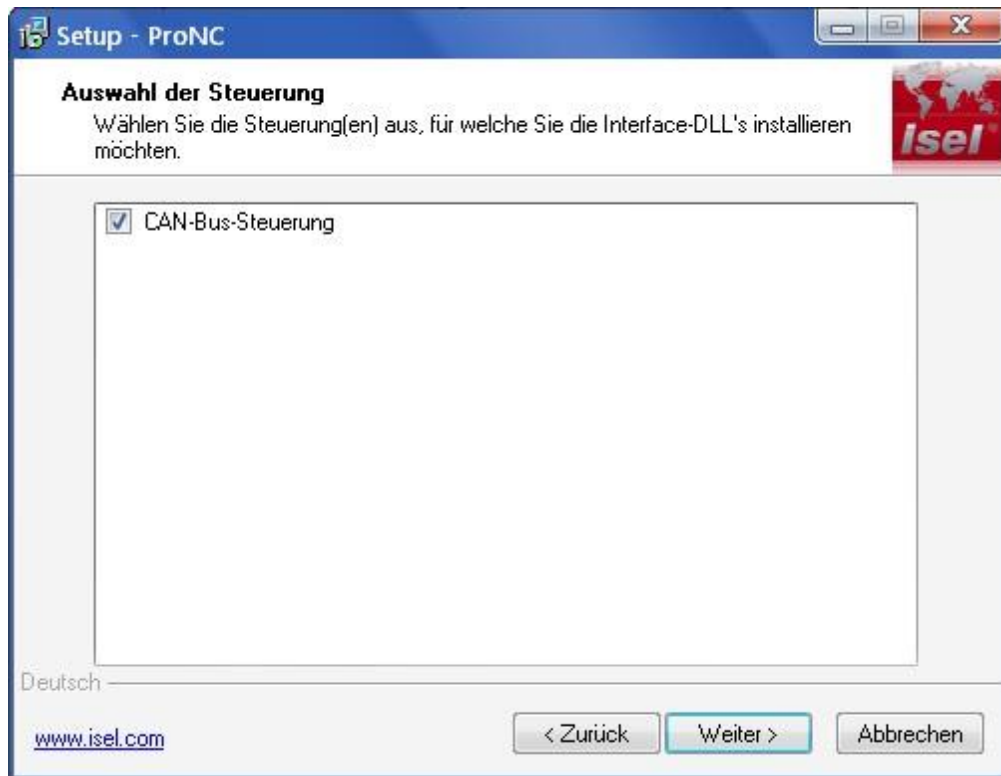 Setup - ProNC
Auswahl der Steuerung
Wählen Sie die Steuerung(en) aus, für welche Sie die Interface-DLL's installieren
möchten.
isel
CAN-Bus-Steuerung
Deutsch
www.isel.com
< Zurück
Weiter >
Abbrechen